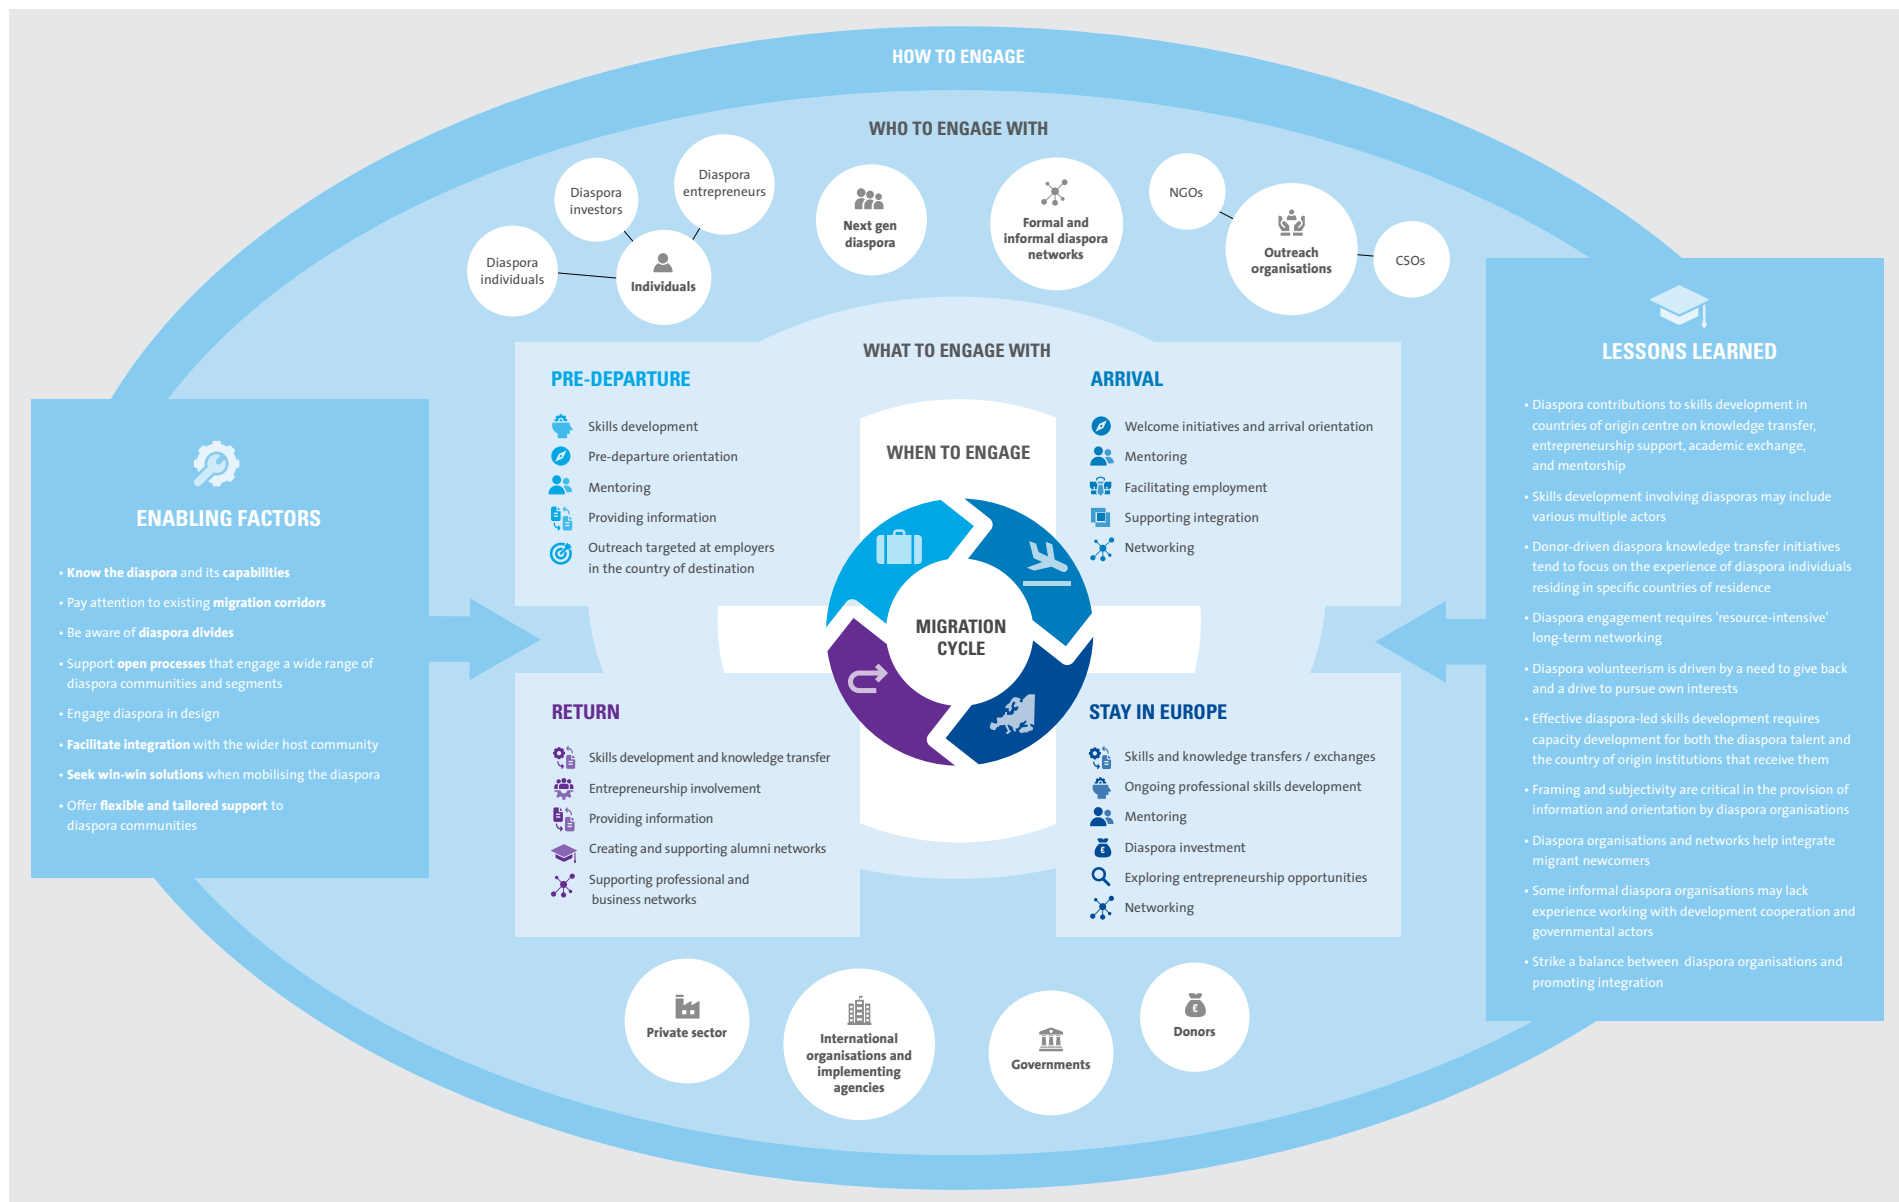 HOW TO ENGAGE
WHO TO ENGAGE WITH
Diaspora
individuals
Diaspora
investors
Diaspora
entrepreneurs
Individuals
Next gen
diaspora
Formal and
informal diaspora
networks
NGOs
Outreach
organisations
CSOs
WHAT TO ENGAGE WITH
PRE-DEPARTURE
Skills development
Pre-departure orientation
Mentoring
Providing information
Outreach targeted at employers
in the country of destination
ARRIVAL
Welcome initiatives and arrival orientation
Mentoring
Facilitating employment
Supporting integration
Networking
WHEN TO ENGAGE
MIGRATION
CYCLE
RETURN
Skills development and knowledge transfer
Entrepreneurship involvement
Providing information
Creating and supporting alumni networks
Supporting professional and
business networks
STAY IN EUROPE
Skills and knowledge transfers / exchanges
Ongoing professional skills development
Mentoring
€ Diaspora investment
Exploring entrepreneurship opportunities
Networking
Private sector
International
organisations and
implementing
agencies
Governments
€
Donors
ENABLING FACTORS
• Know the diaspora and its capabilities
• Pay attention to existing migration corridors
• Be aware of diaspora divides
• Support open processes that engage a wide range of
diaspora communities and segments
• Engage diaspora in design
• Facilitate integration with the wider host community
• Seek win-win solutions when mobilising the diaspora
• Offer flexible and tailored support to
diaspora communities
LESSONS LEARNED
• Diaspora contributions to skills development in
countries of origin centre on knowledge transfer,
entrepreneurship support, academic exchange,
and mentorship
• Skills development involving diasporas may include
various multiple actors
• Donor-driven diaspora knowledge transfer initiatives
tend to focus on the experience of diaspora individuals
residing in specific countries of residence
• Diaspora engagement requires 'resource-intensive'
long-term networking
• Diaspora volunteerism is driven by a need to give back
and a drive to pursue own interests
• Effective diaspora-led skills development requires
capacity development for both the diaspora talent and
the country of origin institutions that receive them
• Framing and subjectivity are critical in the provision of
information and orientation by diaspora organisations
• Diaspora organisations and networks help integrate
migrant newcomers
• Some informal diaspora organisations may lack
experience working with development cooperation and
governmental actors
• Strike a balance between diaspora organisations and
promoting integration